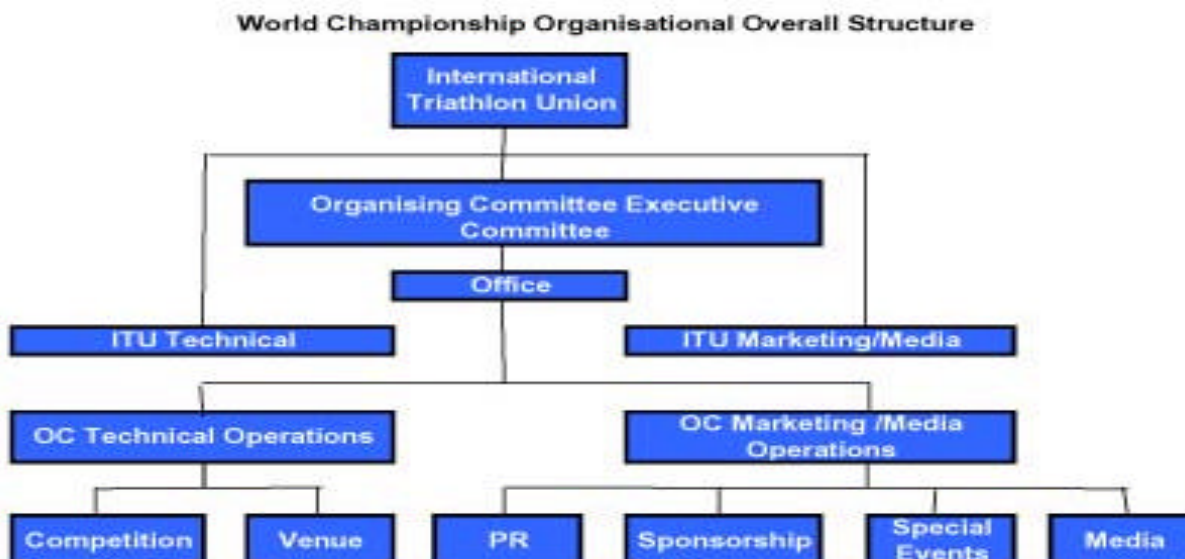 World Championship Organisational Overall Structure
International
Triathlon Union
Organising Committee Executive
Committee
Office
ITU Technical
ITU Marketing/Media
OC Technical Operations
OC Marketing /Media
Operations
Competition
Venue
PR
Sponsorship
Special
Events
Media